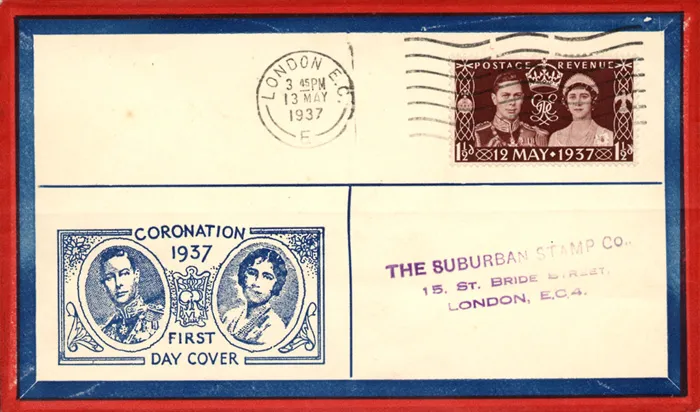 LONDON E.C.
3 45PM
13 MAY
1937
E
POSTAGE REVENUE
GRE
1½d 12 MAY • 1937 1½d
CORONATION
1937
FIRST
DAY COVER
THE SUBURBAN STAMP CO.,
15, ST. BRIDE STREET,
LONDON, E.C.4.